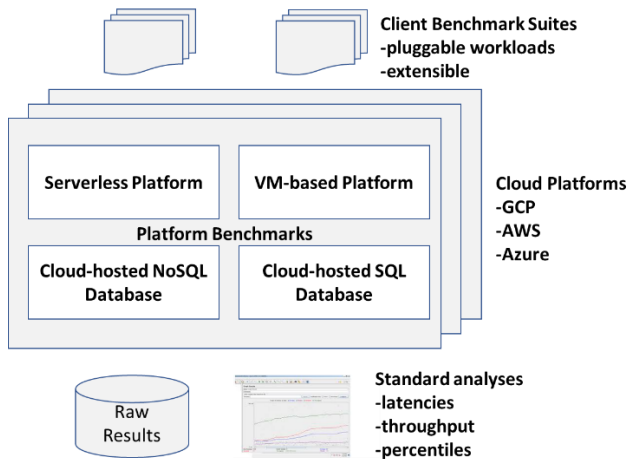 Client Benchmark Suites
-pluggable workloads
-extensible
Serverless Platform
VM-based Platform
Platform Benchmarks
Cloud-hosted NoSQL
Database
Cloud-hosted SQL
Database
Cloud Platforms
-GCP
-AWS
-Azure
Raw
Results
Standard analyses
-latencies
-throughput
-percentiles